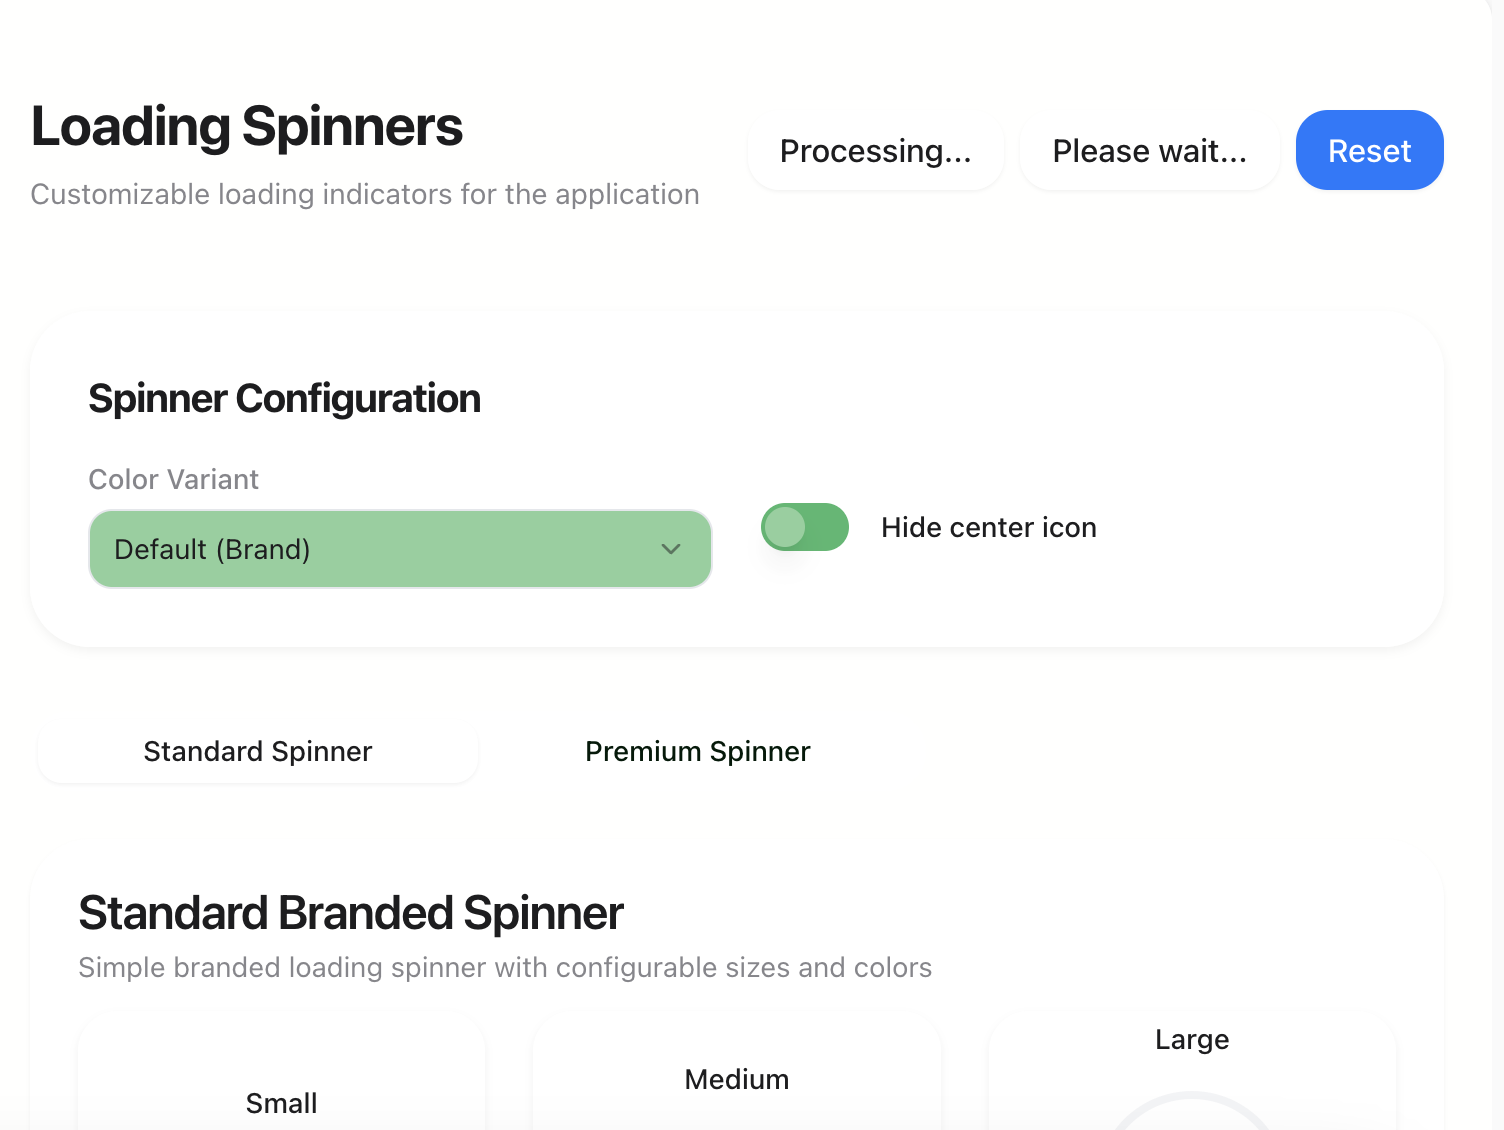 Loading Spinners
Customizable loading indicators for the application
Processing...
Please wait...
Reset
Spinner Configuration
Color Variant
Default (Brand)
Hide center icon
Standard Spinner
Premium Spinner
Standard Branded Spinner
Simple branded loading spinner with configurable sizes and colors
Small
Medium
Large